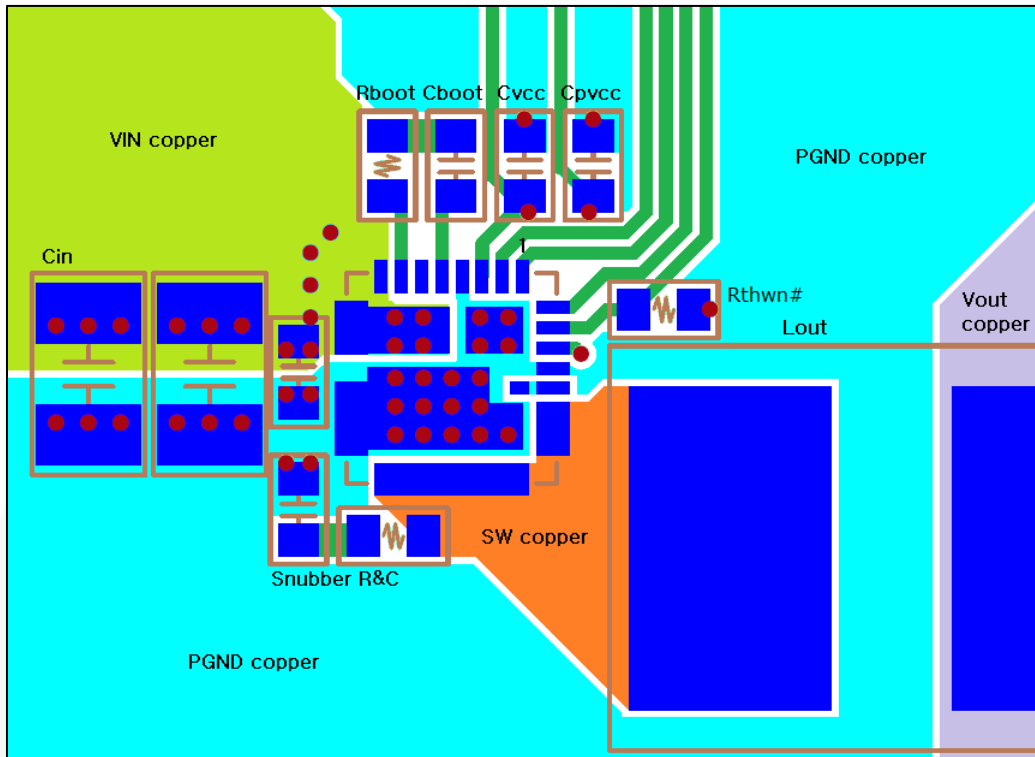 Rboot Cboot Cvcc Cpvcc
VIN copper
PGND copper
1
Cin
Rthwn#
Vout
copper
Lout
SW copper
Snubber R&C
PGND copper